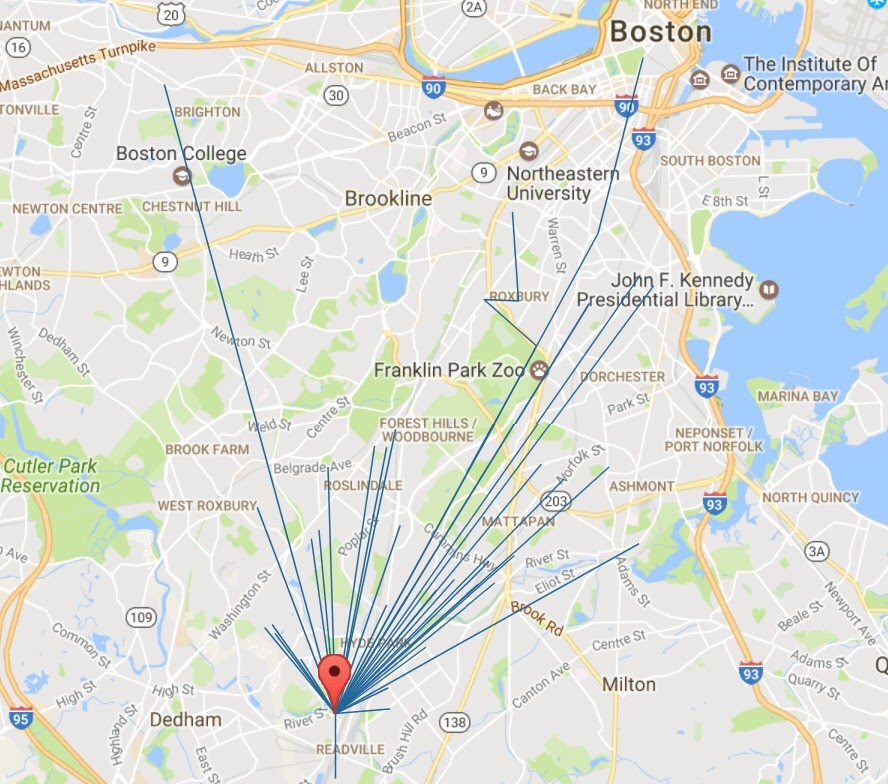 NORTH END
20
2A
Boston
ANTUM
16
Massachusetts Turnpike
ALLSTON
The Institute Of
Contemporary Ar
90
BACK BAY
30
90
TONVILLE
Centre St
BRIGHTON
Beacon St
93
Boston College
SOUTH BOSTON
9
Northeastern
University
L St
Brookline
E 8th St
NEWTON CENTRE
CHESTNUT HILL
Warren St
Heath St
9
Lee St
EWTON
HLANDS
John F. Kennedy
Presidential Library...
ROXBURY
Winchester St
Dedham St
Newton St
Franklin Park Zoo
DORCHESTER
93
MARINA BAY
Centre St
Park St
Weld St
FOREST HILLS /
WOODBOURNE
NEPONSET /
PORT NORFOLK
BROOK FARM
Cutler Park
Reservation
Belgrade Ave
Norfolk St
ROSLINDALE
ASHMONT
WEST ROXBURY
203
93
NORTH QUINCY
MATTAPAN
Poplar St
Cummins Hwy
n Ave
River St
3A
Eliot St
Adams St
Washington St
109
Brook Rd
Newport Ave
Beale St
Common St
HYDE PARK
Centre St
Adams St
Q
High St
High St
Canton Ave
Milton
93
Quarry St
95
Highland St
Dedham
River S
Brush Hill Rd
138
East St
READVILLE
Centre St